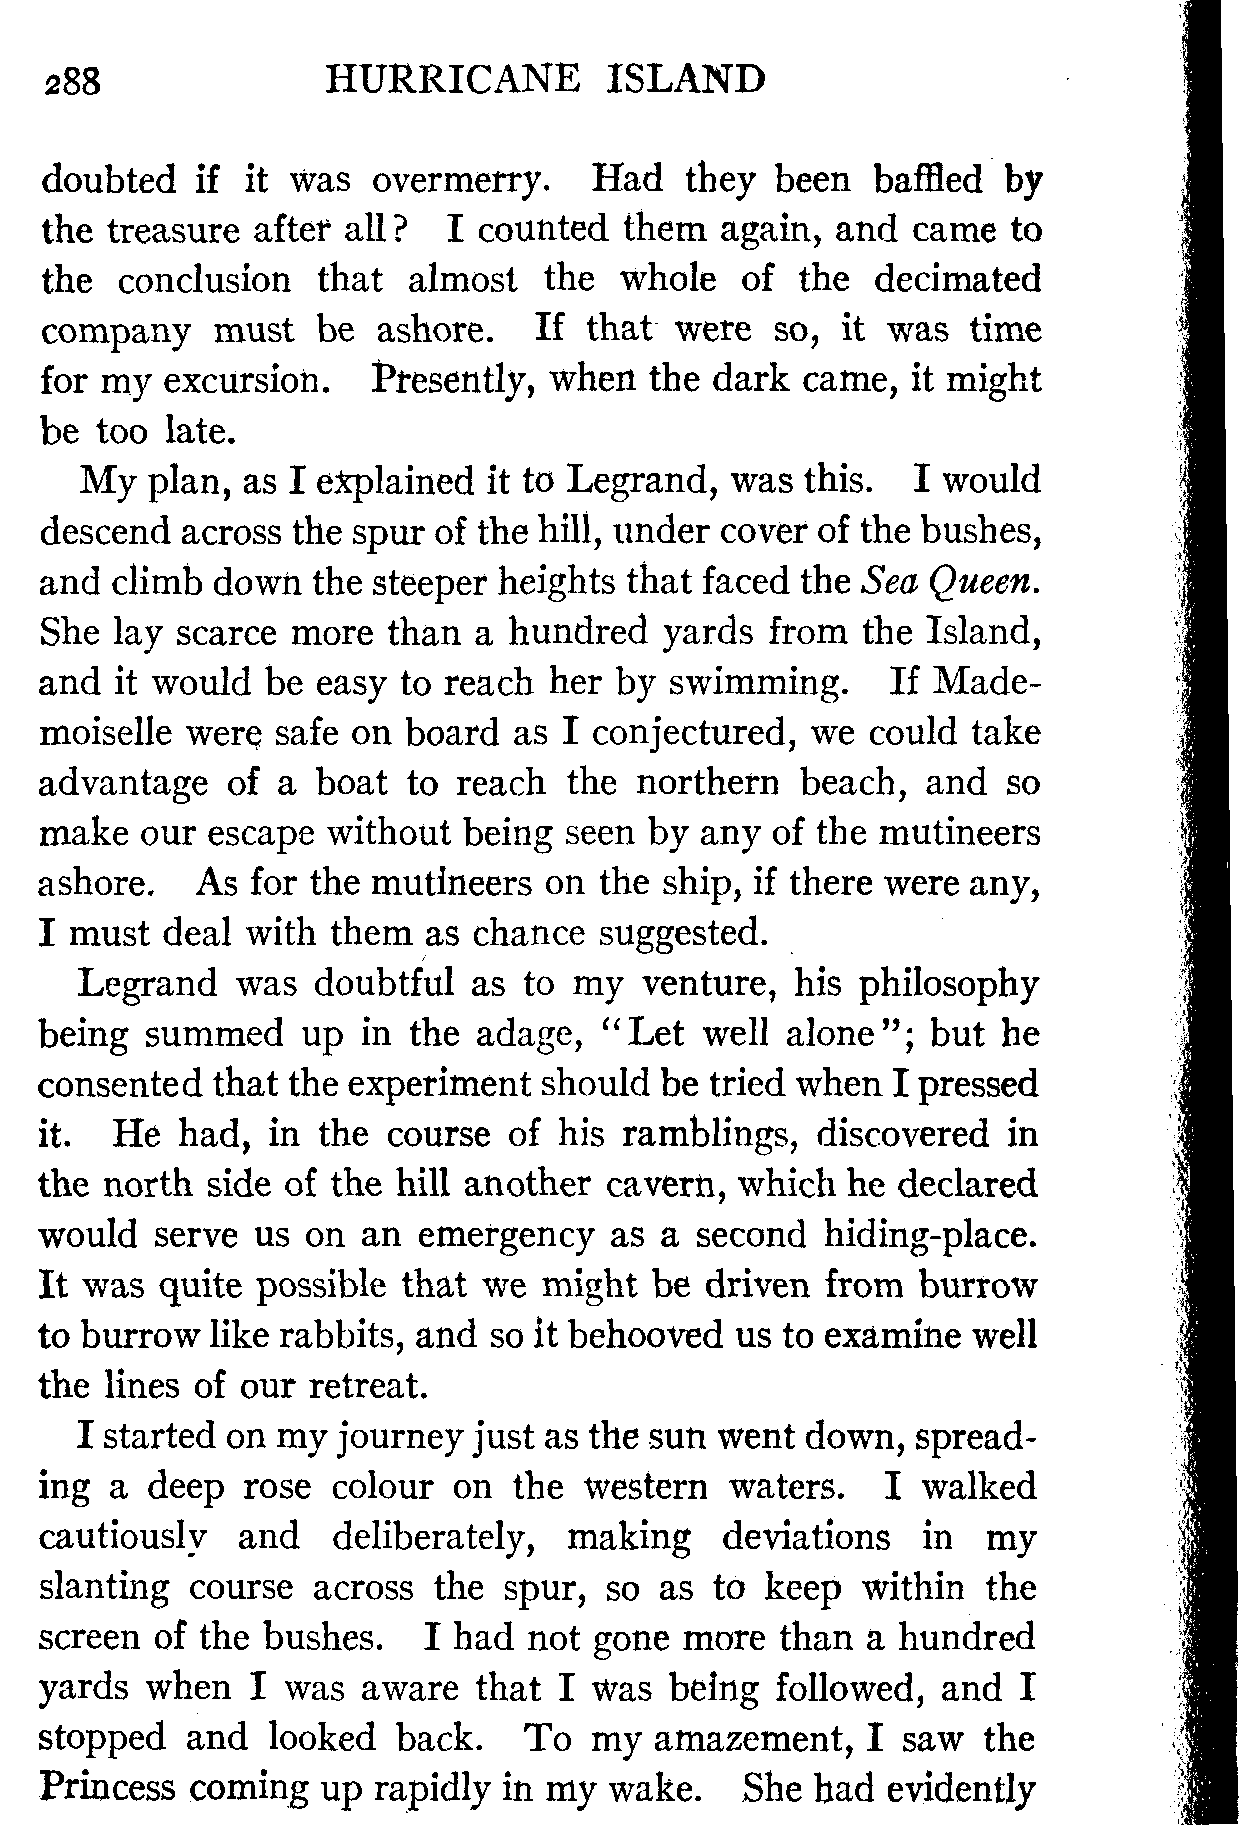 288 HURRICANE ISLAND
doubted if it was overmerry. Had they been baffled by
the treasure after all? I counted them again, and came to
the conclusion that almost the whole of the decimated
company must be ashore. If that were so, it was time
for my excursion. Presently, when the dark came, it might
be too late.
My plan, as I explained it to Legrand, was this. I would
descend across the spur of the hill, under cover of the bushes,
and climb down the steeper heights that faced the Sea Queen.
She lay scarce more than a hundred yards from the Island,
and it would be easy to reach her by swimming. If Made-
moiselle were safe on board as I conjectured, we could take
advantage of a boat to reach the northern beach, and so
make our escape without being seen by any of the mutineers
ashore. As for the mutineers on the ship, if there were any,
I must deal with them as chance suggested.
Legrand was doubtful as to my venture, his philosophy
being summed up in the adage, "Let well alone"; but he
consented that the experiment should be tried when I pressed
it. He had, in the course of his ramblings, discovered in
the north side of the hill another cavern, which he declared
would serve us on an emergency as a second hiding-place.
It was quite possible that we might be driven from burrow
to burrow like rabbits, and so it behooved us to examine well
the lines of our retreat.
I started on my journey just as the sun went down, spread-
ing a deep rose colour on the western waters. I walked
cautiously and deliberately, making deviations in my
slanting course across the spur, so as to keep within the
screen of the bushes. I had not gone more than a hundred
yards when I was aware that I was being followed, and I
stopped and looked back. To my amazement, I saw the
Princess coming up rapidly in my wake. She had evidently